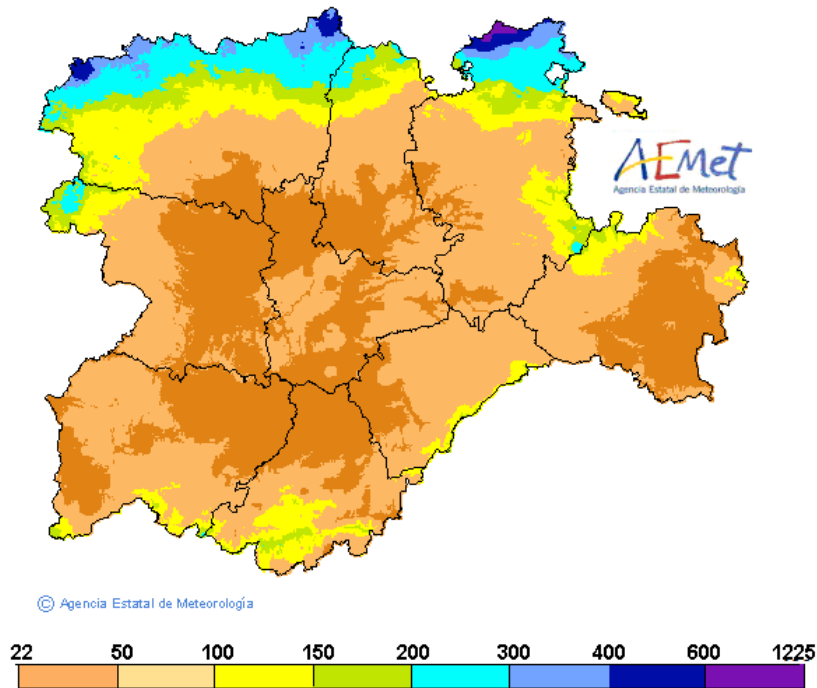 AEMet
Agencia Estatal de Meteorología
© Agencia Estatal de Meteorología
22 50 100 150 200 300 400 600 1225